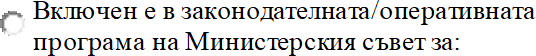 Включен е в законодателната/оперативната
програма на Министерския съвет за: